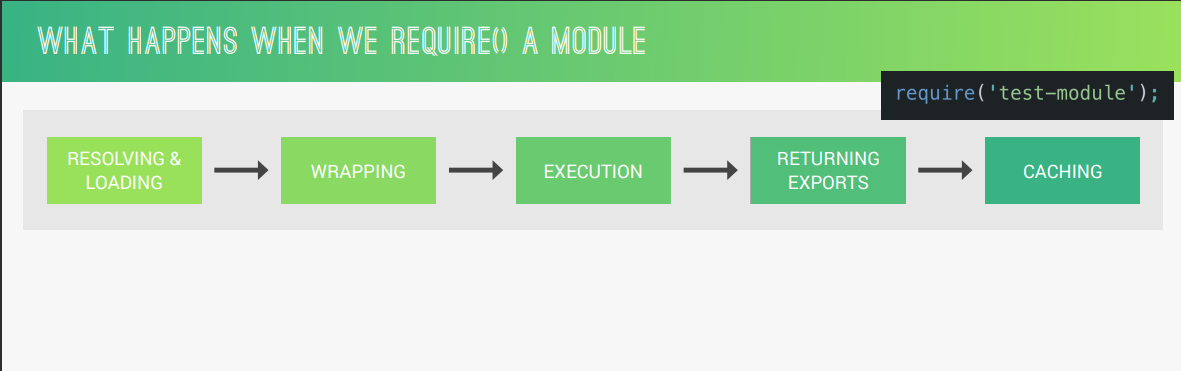 WHAT HAPPENS WHEN WE REQUIRE() A MODULE
require('test-module');
RESOLVING &
LOADING
WRAPPING
EXECUTION
RETURNING
EXPORTS
CACHING